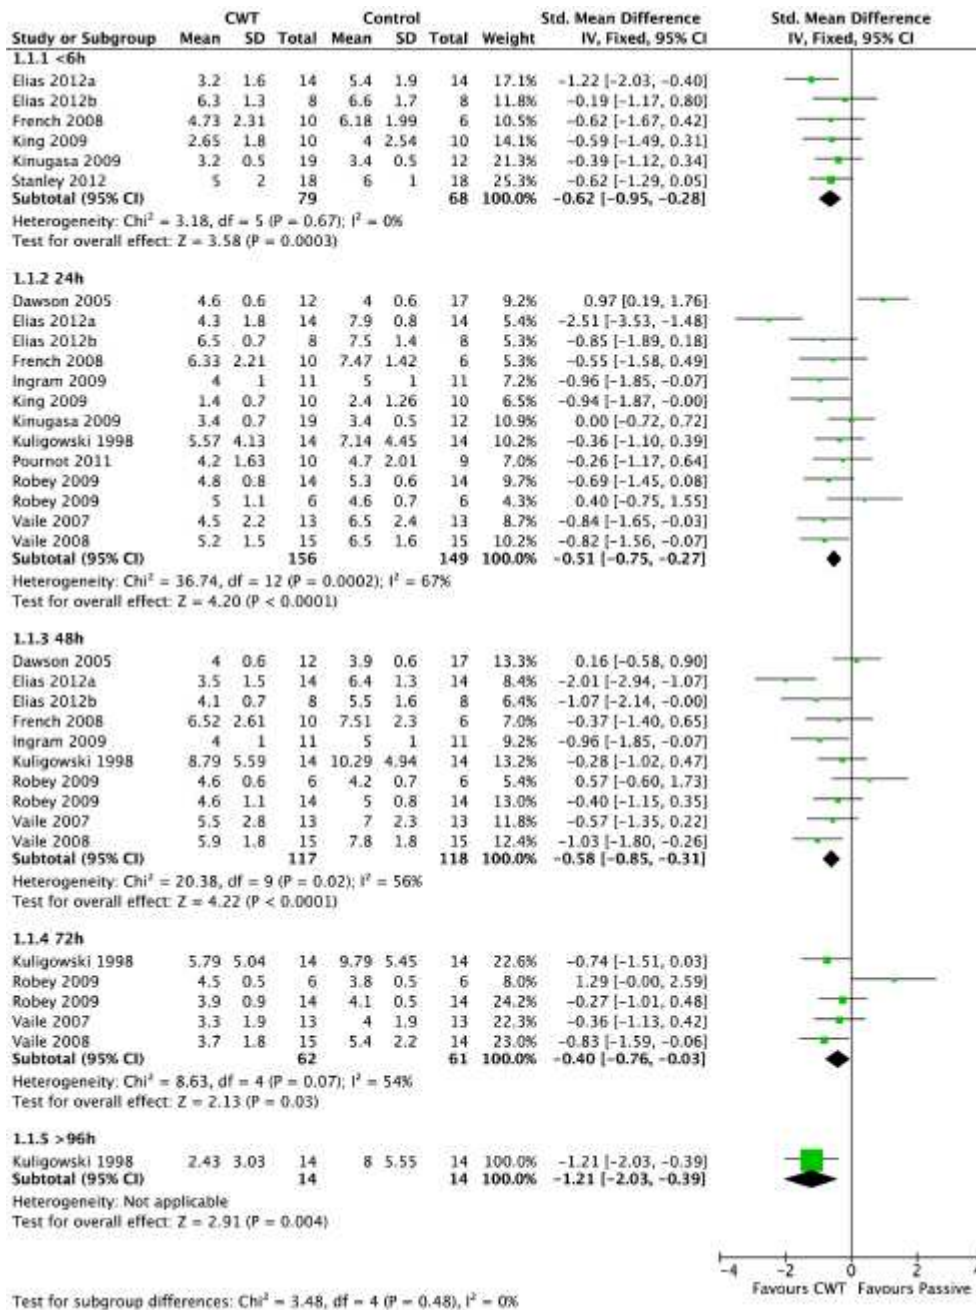 CWT Control Std. Mean Difference Std. Mean Difference
Study or Subgroup Mean SD Total Mean SD Total Weight IV, Fixed, 95% CI IV, Fixed, 95% CI
1.1.1 <6h
Elias 2012a 3.2 1.6 14 5.4 1.9 14 17.1% -1.22 [-2.03, -0.40]
Elias 2012b 6.3 1.3 8 6.6 1.7 8 11.8% -0.19 [-1.17, 0.80]
French 2008 4.73 2.31 10 6.18 1.99 6 10.4% -0.62 [-1.67, 0.42]
King 2009 2.65 1.8 10 4 2.54 10 14.1% -0.59 [-1.49, 0.31]
Kinugasa 2009 3.2 0.5 19 3.4 0.5 12 21.3% -0.39 [-1.12, 0.34]
Stanley 2012 5 2 18 6 1 18 25.3% -0.62 [-1.29, 0.05]
Subtotal (95% CI) 79 68 100.0% -0.62 [-0.95, -0.28]
Heterogeneity: Chi² = 3.18, df = 5 (P = 0.67); I² = 0%
Test for overall effect: Z = 3.58 (P = 0.0003)
1.1.2 24h
Dawson 2005 4.6 0.6 12 4 0.6 17 9.2% 0.97 [0.19, 1.76]
Elias 2012a 4.3 1.8 14 7.9 0.8 14 5.4% -2.51 [-3.53, -1.48]
Elias 2012b 6.5 0.7 8 7.5 1.4 8 5.3% -0.85 [-1.89, 0.18]
French 2008 6.33 2.21 10 7.47 1.42 6 5.3% -0.55 [-1.58, 0.49]
Ingram 2009 4 1 11 5 1 11 7.2% -0.96 [-1.85, -0.07]
King 2009 1.4 0.7 10 2.4 1.26 10 6.5% -0.94 [-1.87, -0.00]
Kinugasa 2009 3.4 0.7 19 3.4 0.5 12 11.0% 0.00 [-0.72, 0.72]
Kuligowski 1998 5.57 4.13 14 7.14 4.45 14 10.2% -0.36 [-1.10, 0.39]
Pournot 2011 4.2 1.63 10 4.7 2.01 9 7.0% -0.26 [-1.17, 0.64]
Robey 2009 4.8 0.8 14 5.3 0.6 14 9.7% -0.69 [-1.45, 0.08]
Robey 2009 5 1.1 6 4.6 0.7 6 4.3% 0.40 [-0.75, 1.55]
Vaile 2007 4.5 2.2 13 6.5 2.4 13 8.7% -0.84 [-1.65, -0.03]
Vaile 2008 5.2 1.5 15 6.5 1.6 15 10.2% -0.82 [-1.56, -0.07]
Subtotal (95% CI) 156 149 100.0% -0.51 [-0.75, -0.27]
Heterogeneity: Chi² = 36.74, df = 12 (P = 0.0002); I² = 67%
Test for overall effect: Z = 4.20 (P < 0.0001)
1.1.3 48h
Dawson 2005 4 0.6 12 3.9 0.6 17 13.3% 0.16 [-0.58, 0.90]
Elias 2012a 3.5 1.5 14 6.4 1.3 14 8.4% -2.01 [-2.94, -1.07]
Elias 2012b 4.1 0.7 8 5.5 1.6 8 6.4% -1.07 [-2.14, -0.00]
French 2008 6.52 2.61 10 7.51 2.3 6 7.0% -0.37 [-1.40, 0.65]
Ingram 2009 4 1 11 5 1 11 9.2% -0.96 [-1.85, -0.07]
Kuligowski 1998 8.79 5.59 14 10.29 4.94 14 13.2% -0.28 [-1.02, 0.47]
Robey 2009 4.6 0.6 6 4.2 0.7 6 5.4% 0.57 [-0.60, 1.73]
Robey 2009 4.6 1.1 14 5 0.8 14 13.0% -0.40 [-1.15, 0.35]
Vaile 2007 5.5 2.8 13 7 2.3 13 11.8% -0.57 [-1.35, 0.22]
Vaile 2008 5.9 1.8 15 7.8 1.8 15 12.4% -1.03 [-1.80, -0.26]
Subtotal (95% CI) 117 118 100.0% -0.58 [-0.85, -0.31]
Heterogeneity: Chi² = 20.38, df = 9 (P = 0.02); I² = 56%
Test for overall effect: Z = 4.22 (P < 0.0001)
1.1.4 72h
Kuligowski 1998 5.79 5.04 14 9.79 5.45 14 22.6% -0.74 [-1.51, 0.03]
Robey 2009 4.5 0.5 6 3.8 0.5 6 8.0% 1.29 [-0.00, 2.59]
Robey 2009 3.9 0.9 14 4.1 0.5 14 24.2% -0.27 [-1.01, 0.48]
Vaile 2007 3.3 1.9 13 4 1.9 13 22.3% -0.36 [-1.13, 0.42]
Vaile 2008 3.7 1.8 15 5.4 2.2 14 23.0% -0.83 [-1.59, -0.06]
Subtotal (95% CI) 62 61 100.0% -0.40 [-0.76, -0.03]
Heterogeneity: Chi² = 8.63, df = 4 (P = 0.07); I² = 54%
Test for overall effect: Z = 2.13 (P = 0.03)
1.1.5 >96h
Kuligowski 1998 2.43 3.03 14 8 5.55 14 100.0% -1.21 [-2.03, -0.39]
Subtotal (95% CI) 14 14 100.0% -1.21 [-2.03, -0.39]
Heterogeneity: Not applicable
Test for overall effect: Z = 2.91 (P = 0.004)
-4 -2 0 2 4
Favours CWT Favours Passive
Test for subgroup differences: Chi² = 3.48, df = 4 (P = 0.48), I² = 0%